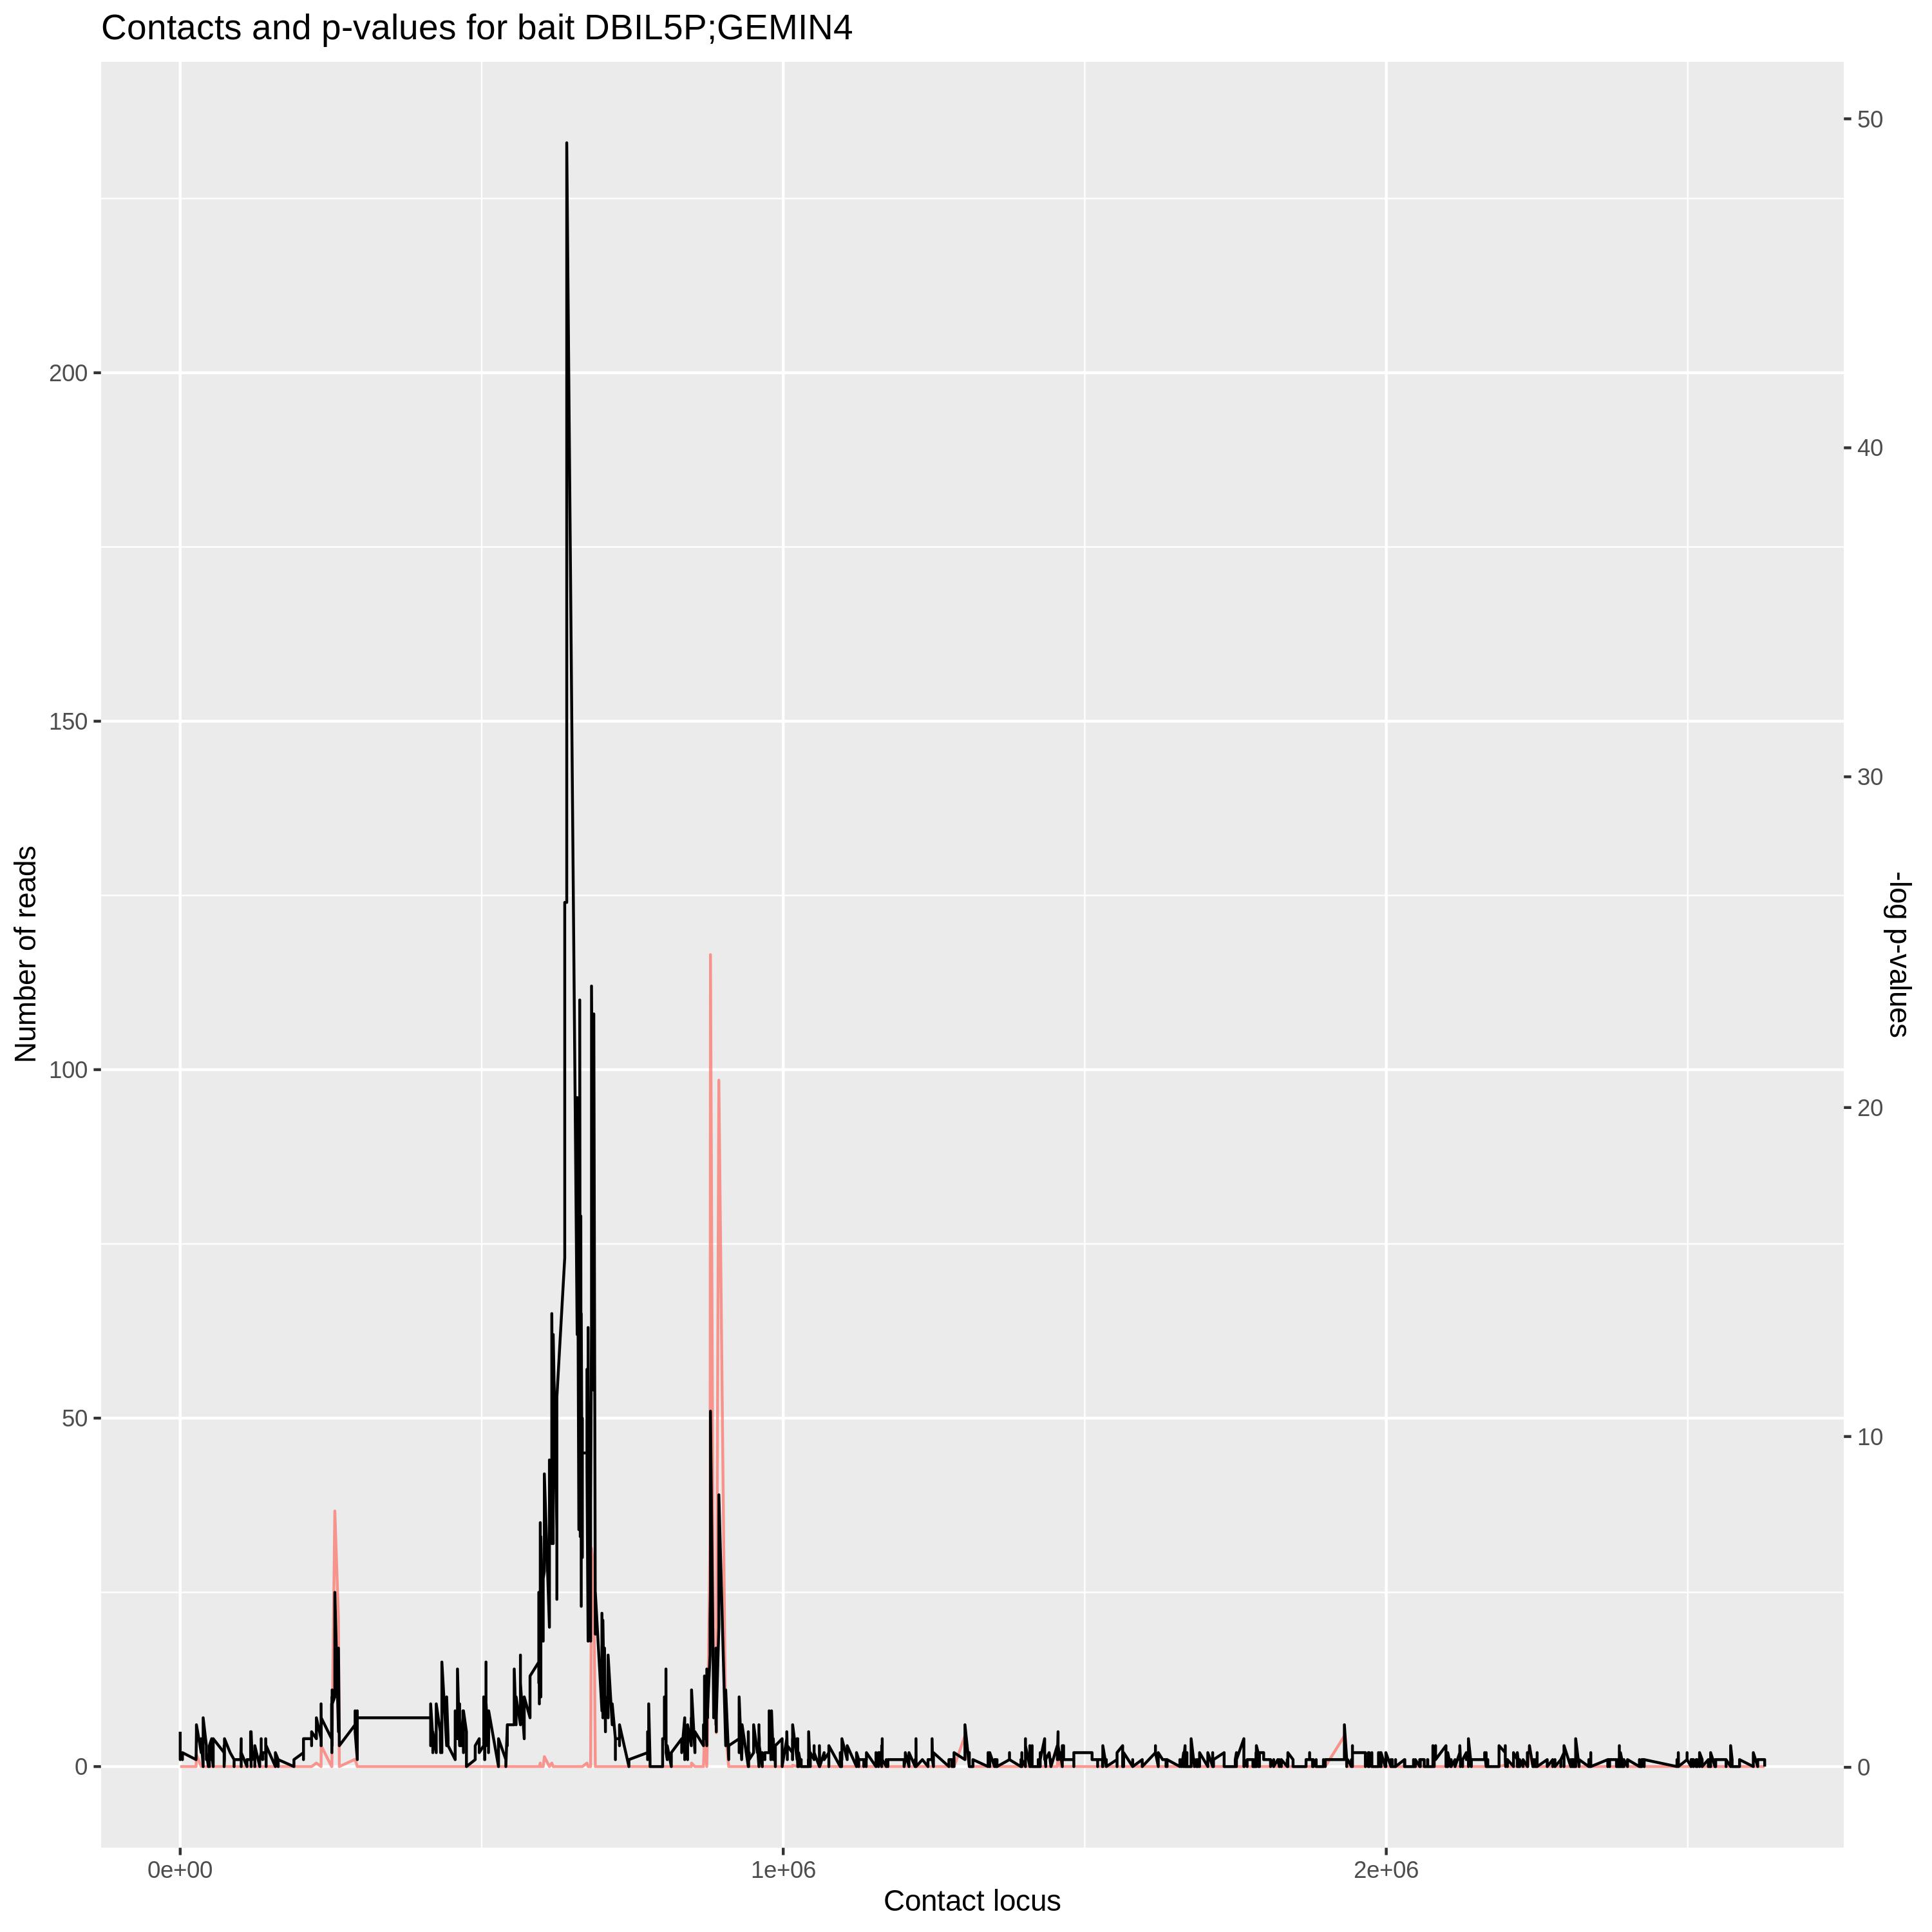 Contacts and p-values for bait DBIL5P;GEMIN4
Number of reads
200
150
100
50
0
50
40
30
20
10
0
-log p-values
0e+00
1e+06
2e+06
Contact locus